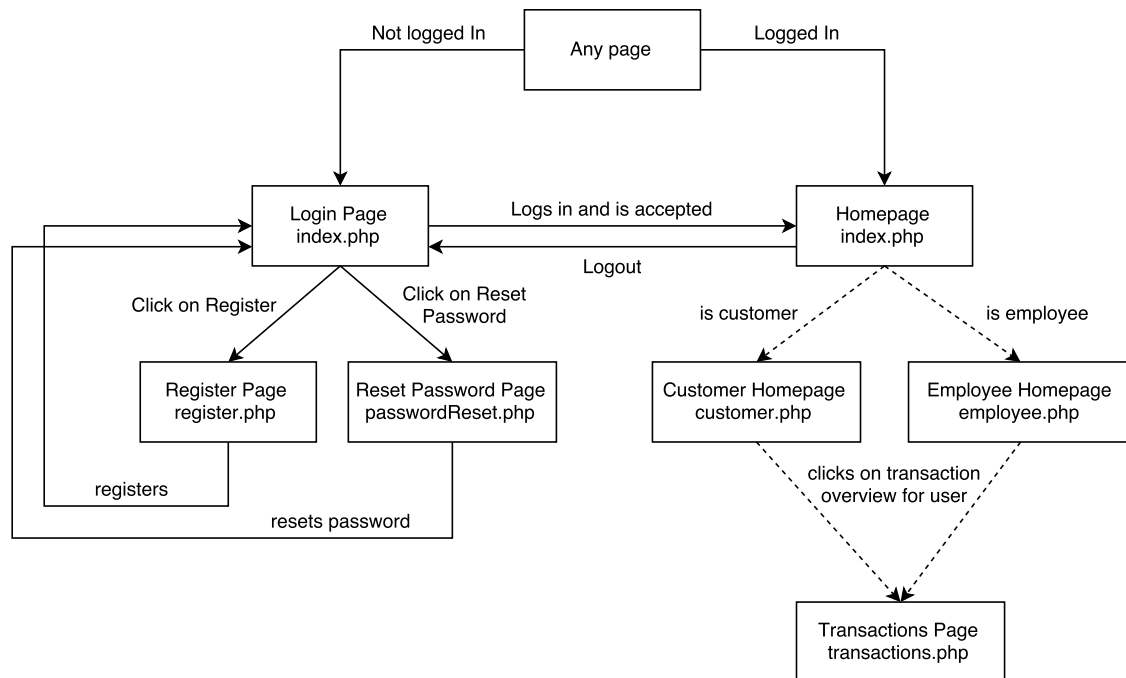 Not logged In
Any page
Logged In
Login Page
index.php
Logs in and is accepted
Homepage
index.php
Logout
Click on Register
Click on Reset
Password
is customer
is employee
Register Page
register.php
Reset Password Page
passwordReset.php
Customer Homepage
customer.php
Employee Homepage
employee.php
registers
resets password
clicks on transaction
overview for user
Transactions Page
transactions.php